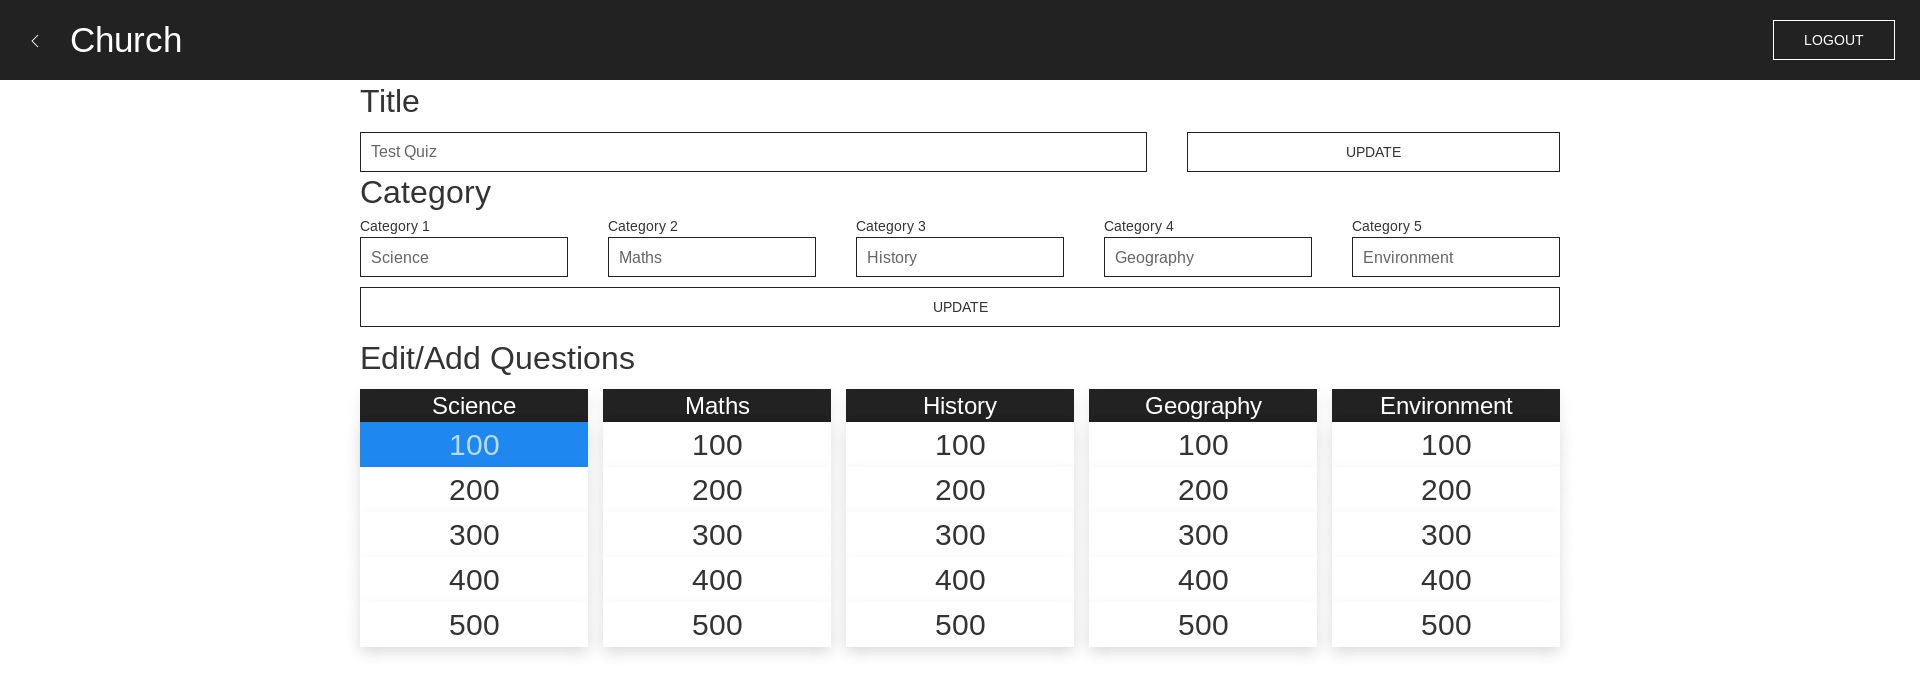 Church
LOGOUT
Title
Test Quiz
UPDATE
Category
Category 1 Category 2 Category 3 Category 4 Category 5
Science Maths History Geography Environment
UPDATE
Edit/Add Questions
Science Maths History Geography Environment
100 100 100 100 100
200 200 200 200 200
300 300 300 300 300
400 400 400 400 400
500 500 500 500 500